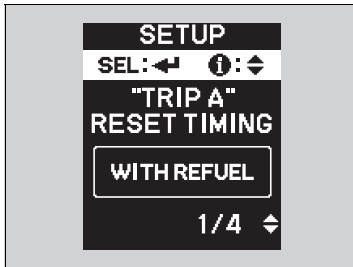 SETUP
SEL:↵ ℹ:⬍
"TRIP A"
RESET TIMING
WITH REFUEL
1/4 ⬍